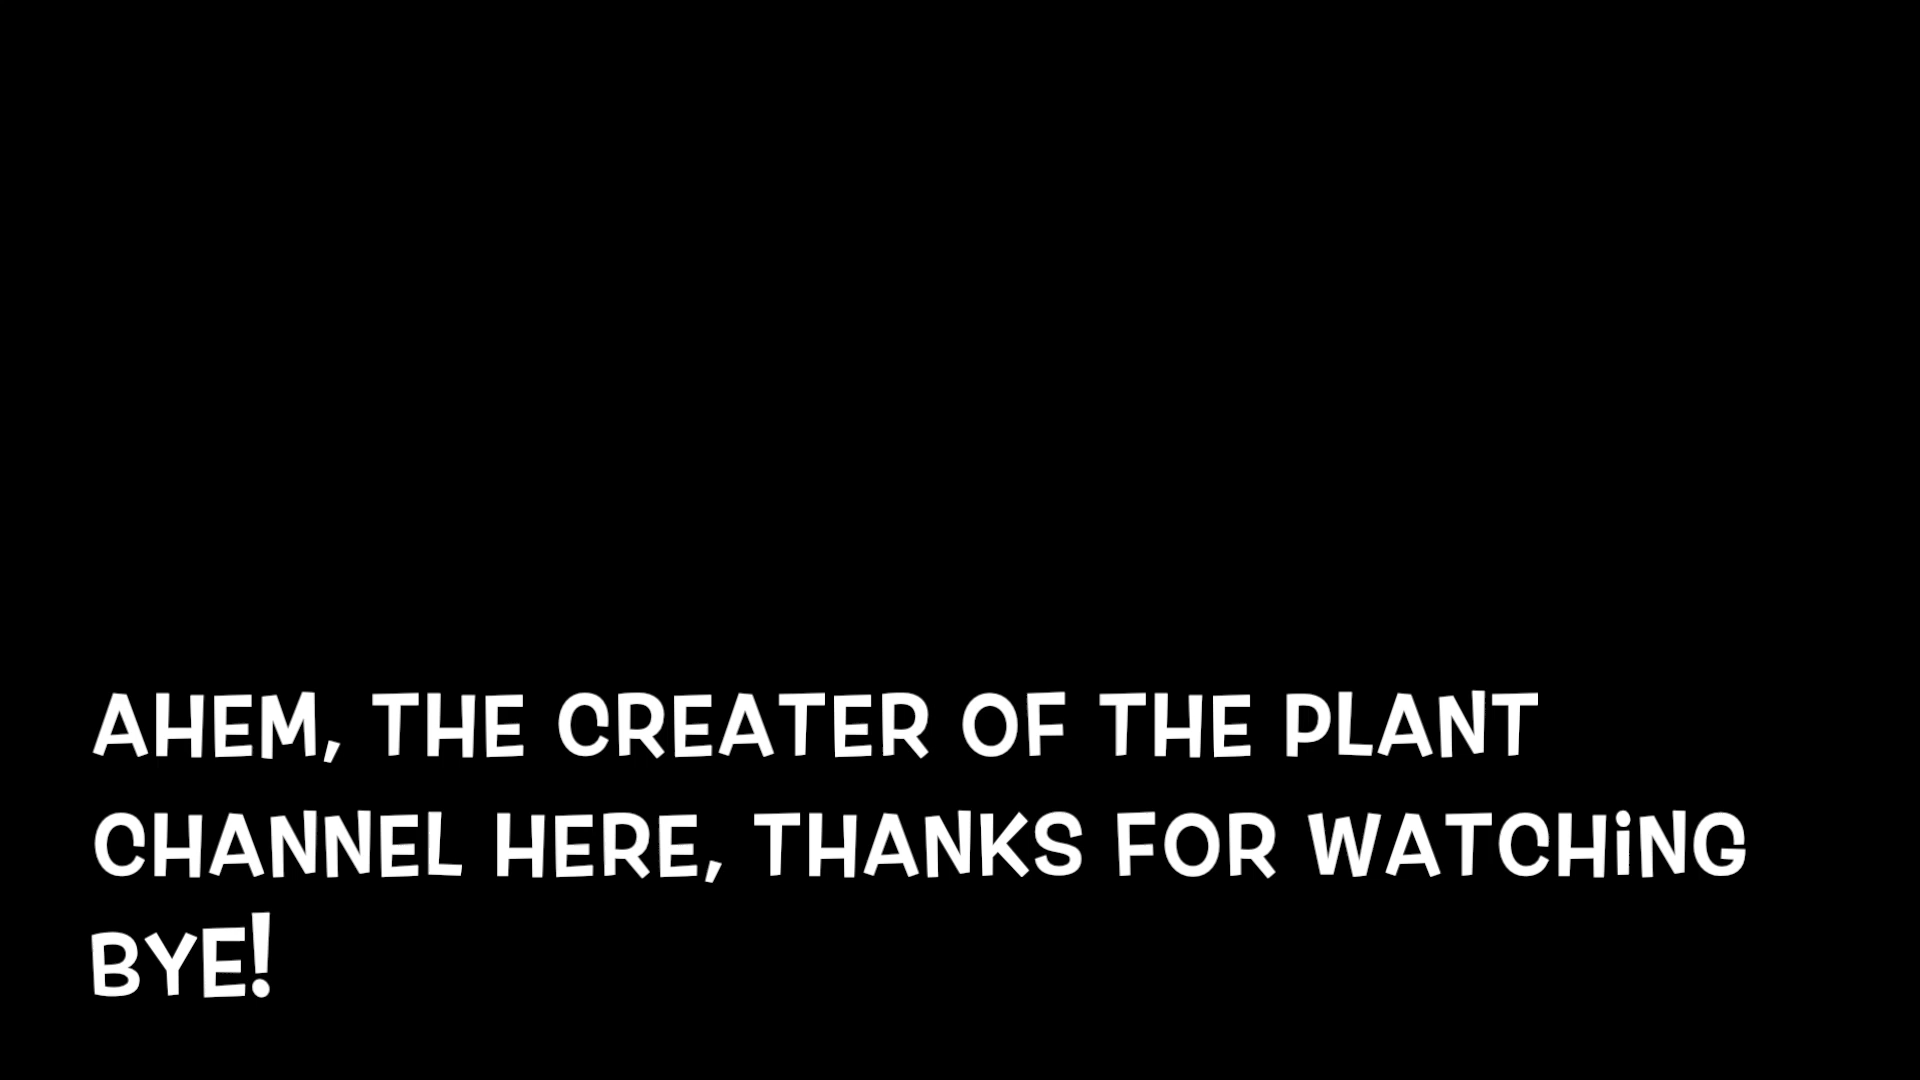 AHEM, THE CREATER OF THE PLANT
CHANNEL HERE, THANKS FOR WATCHiNG
BYE!